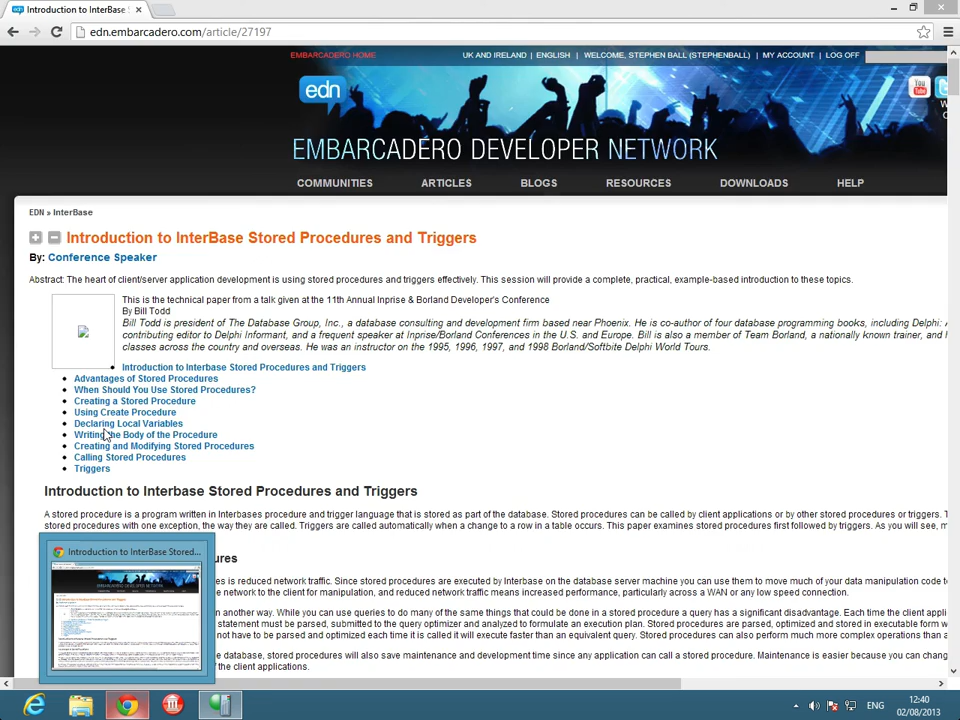 Introduction to InterBase S
edn.embarcadero.com/article/27197
EMBARCADERO HOME
UK AND IRELAND | ENGLISH | WELCOME, STEPHEN BALL (STEPHENBALL) | MY ACCOUNT | LOG OFF
edn
You
Tube
EMBARCADERO DEVELOPER NETWORK
COMMUNITIES ARTICLES BLOGS RESOURCES DOWNLOADS HELP
EDN » InterBase
Introduction to InterBase Stored Procedures and Triggers
By: Conference Speaker
Abstract: The heart of client/server application development is using stored procedures and triggers effectively. This session will provide a complete, practical, example-based introduction to these topics.
This is the technical paper from a talk given at the 11th Annual Inprise & Borland Developer's Conference
By Bill Todd
Bill Todd is president of The Database Group, Inc., a database consulting and development firm based near Phoenix. He is co-author of four database programming books, including Delphi: A
contributing editor to Delphi Informant, and a frequent speaker at Inprise/Borland Conferences in the U.S. and Europe. Bill is also a member of Team Borland, a nationally known trainer, and h
classes across the country and overseas. He was an instructor on the 1995, 1996, 1997, and 1998 Borland/Softbite Delphi World Tours.
Introduction to Interbase Stored Procedures and Triggers
Advantages of Stored Procedures
When Should You Use Stored Procedures?
Creating a Stored Procedure
Using Create Procedure
Declaring Local Variables
Writing the Body of the Procedure
Creating and Modifying Stored Procedures
Calling Stored Procedures
Triggers
Introduction to Interbase Stored Procedures and Triggers
A stored procedure is a program written in Interbases procedure and trigger language that is stored as part of the database. Stored procedures can be called by client applications or by other stored procedures or triggers. T
stored procedures with one exception, the way they are called. Triggers are called automatically when a change to a row in a table occurs. This paper examines stored procedures first followed by triggers. As you will see, m
Introduction to InterBase Stored...
ures
es is reduced network traffic. Since stored procedures are executed by Interbase on the database server machine you can use them to move much of your data manipulation code t
e network to the client for manipulation, and reduced network traffic means increased performance, particularly across a WAN or any low speed connection.
n another way. While you can use queries to do many of the same things that could be done in a stored procedure a query has a significant disadvantage. Each time the client appli
statement must be parsed, submitted to the query optimizer and analyzed to formulate an execution plan. Stored procedures are parsed, optimized and stored in executable form w
not have to be parsed and optimized each time it is called it will execute faster than an equivalent query. Stored procedures can also perform much more complex operations than a
e database, stored procedures will also save maintenance and development time since any application can call a stored procedure. Maintenance is easier because you can chang
f the client applications.
ENG
12:40
02/08/2013